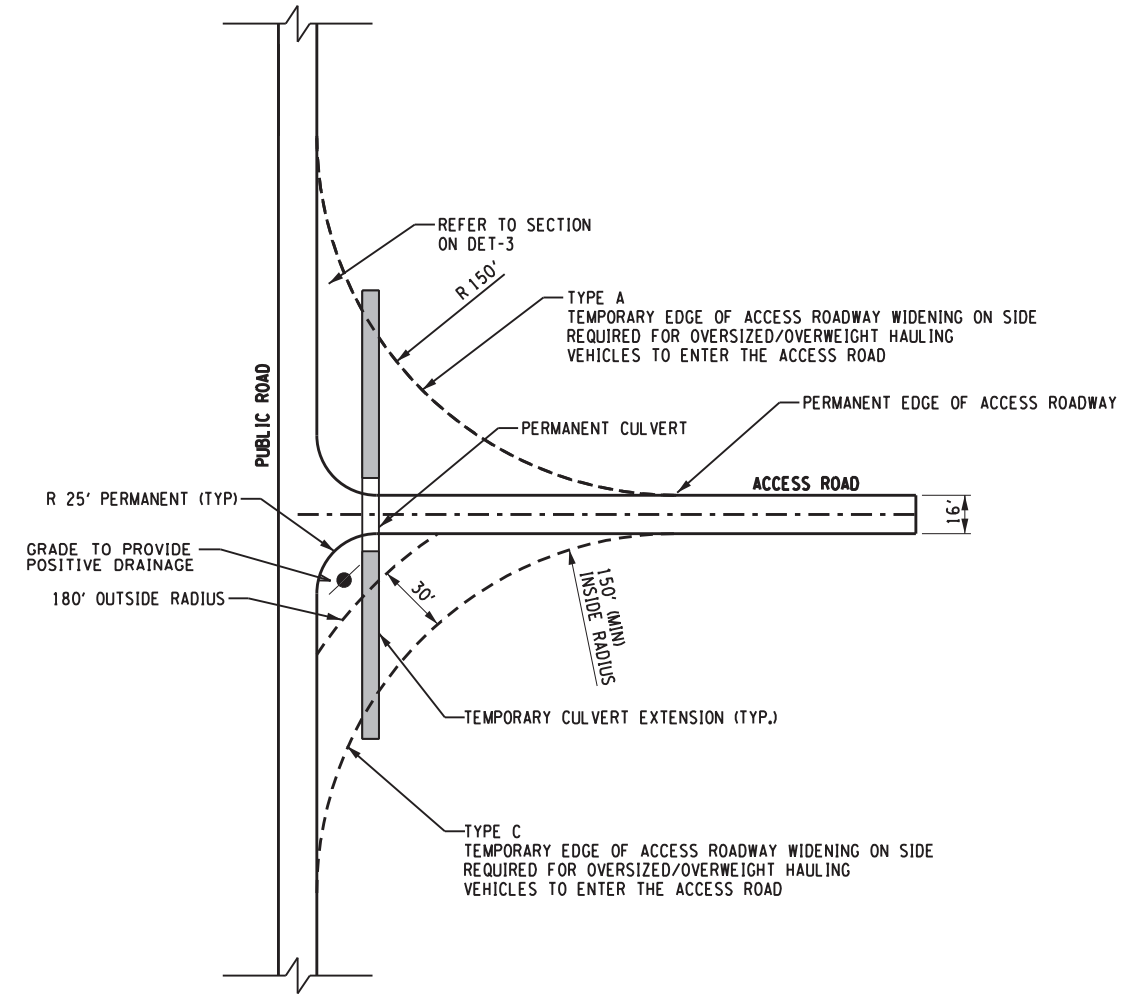 REFER TO SECTION
ON DET-3
R 150'
TYPE A
TEMPORARY EDGE OF ACCESS ROADWAY WIDENING ON SIDE
REQUIRED FOR OVERSIZED/OVERWEIGHT HAULING
VEHICLES TO ENTER THE ACCESS ROAD
PUBLIC ROAD
PERMANENT EDGE OF ACCESS ROADWAY
PERMANENT CULVERT
ACCESS ROAD
R 25' PERMANENT (TYP)
16'
GRADE TO PROVIDE
POSITIVE DRAINAGE
180' OUTSIDE RADIUS
30'
150' (MIN)
INSIDE RADIUS
TEMPORARY CULVERT EXTENSION (TYP.)
TYPE C
TEMPORARY EDGE OF ACCESS ROADWAY WIDENING ON SIDE
REQUIRED FOR OVERSIZED/OVERWEIGHT HAULING
VEHICLES TO ENTER THE ACCESS ROAD